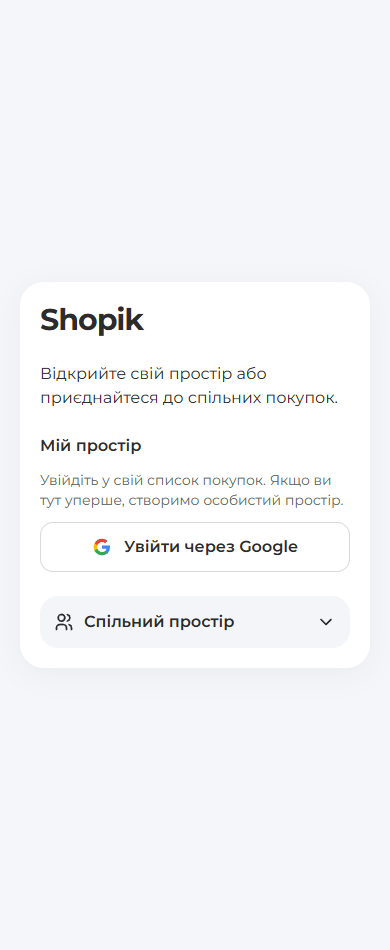 Shopik
Відкрийте свій простір або
приєднайтеся до спільних покупок.
Мій простір
Увійдіть у свій список покупок. Якщо ви
тут уперше, створимо особистий простір.
Увійти через Google
Спільний простір